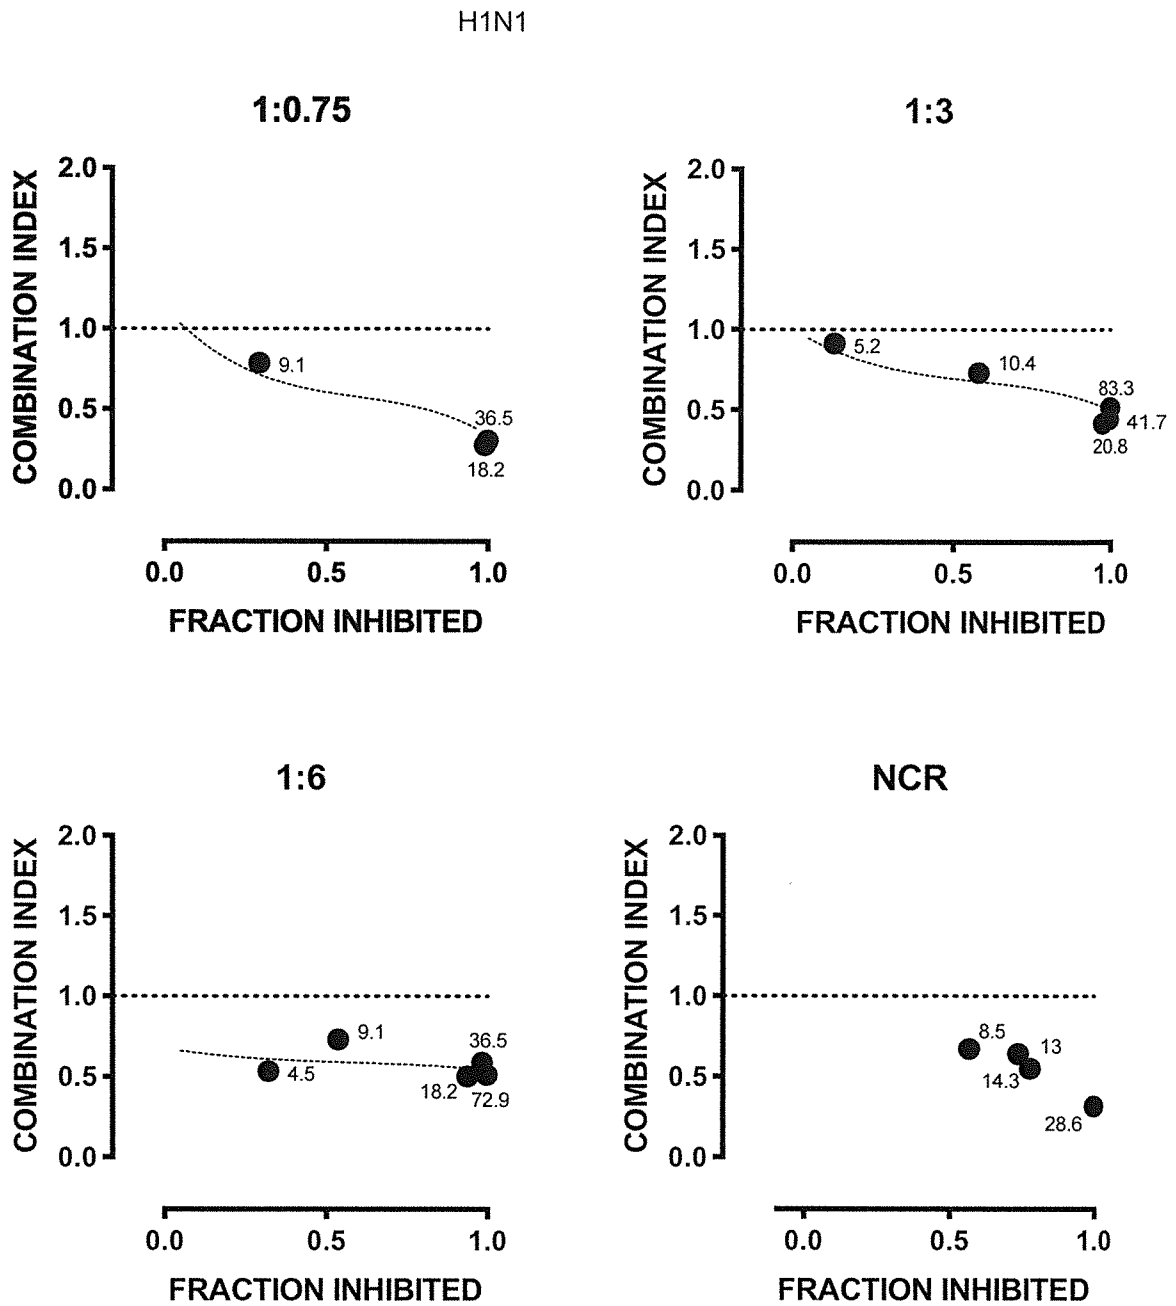 H1N1
1:0.75
COMBINATION INDEX
2.0
1.5
1.0
0.5
0.0
9.1
36.5
18.2
0.0 0.5 1.0
FRACTION INHIBITED
1:3
COMBINATION INDEX
2.0
1.5
1.0
0.5
0.0
5.2
10.4
83.3
41.7
20.8
0.0 0.5 1.0
FRACTION INHIBITED
1:6
COMBINATION INDEX
2.0
1.5
1.0
0.5
0.0
9.1
36.5
4.5
18.2
72.9
0.0 0.5 1.0
FRACTION INHIBITED
NCR
COMBINATION INDEX
2.0
1.5
1.0
0.5
0.0
8.5
13
14.3
28.6
0.0 0.5 1.0
FRACTION INHIBITED